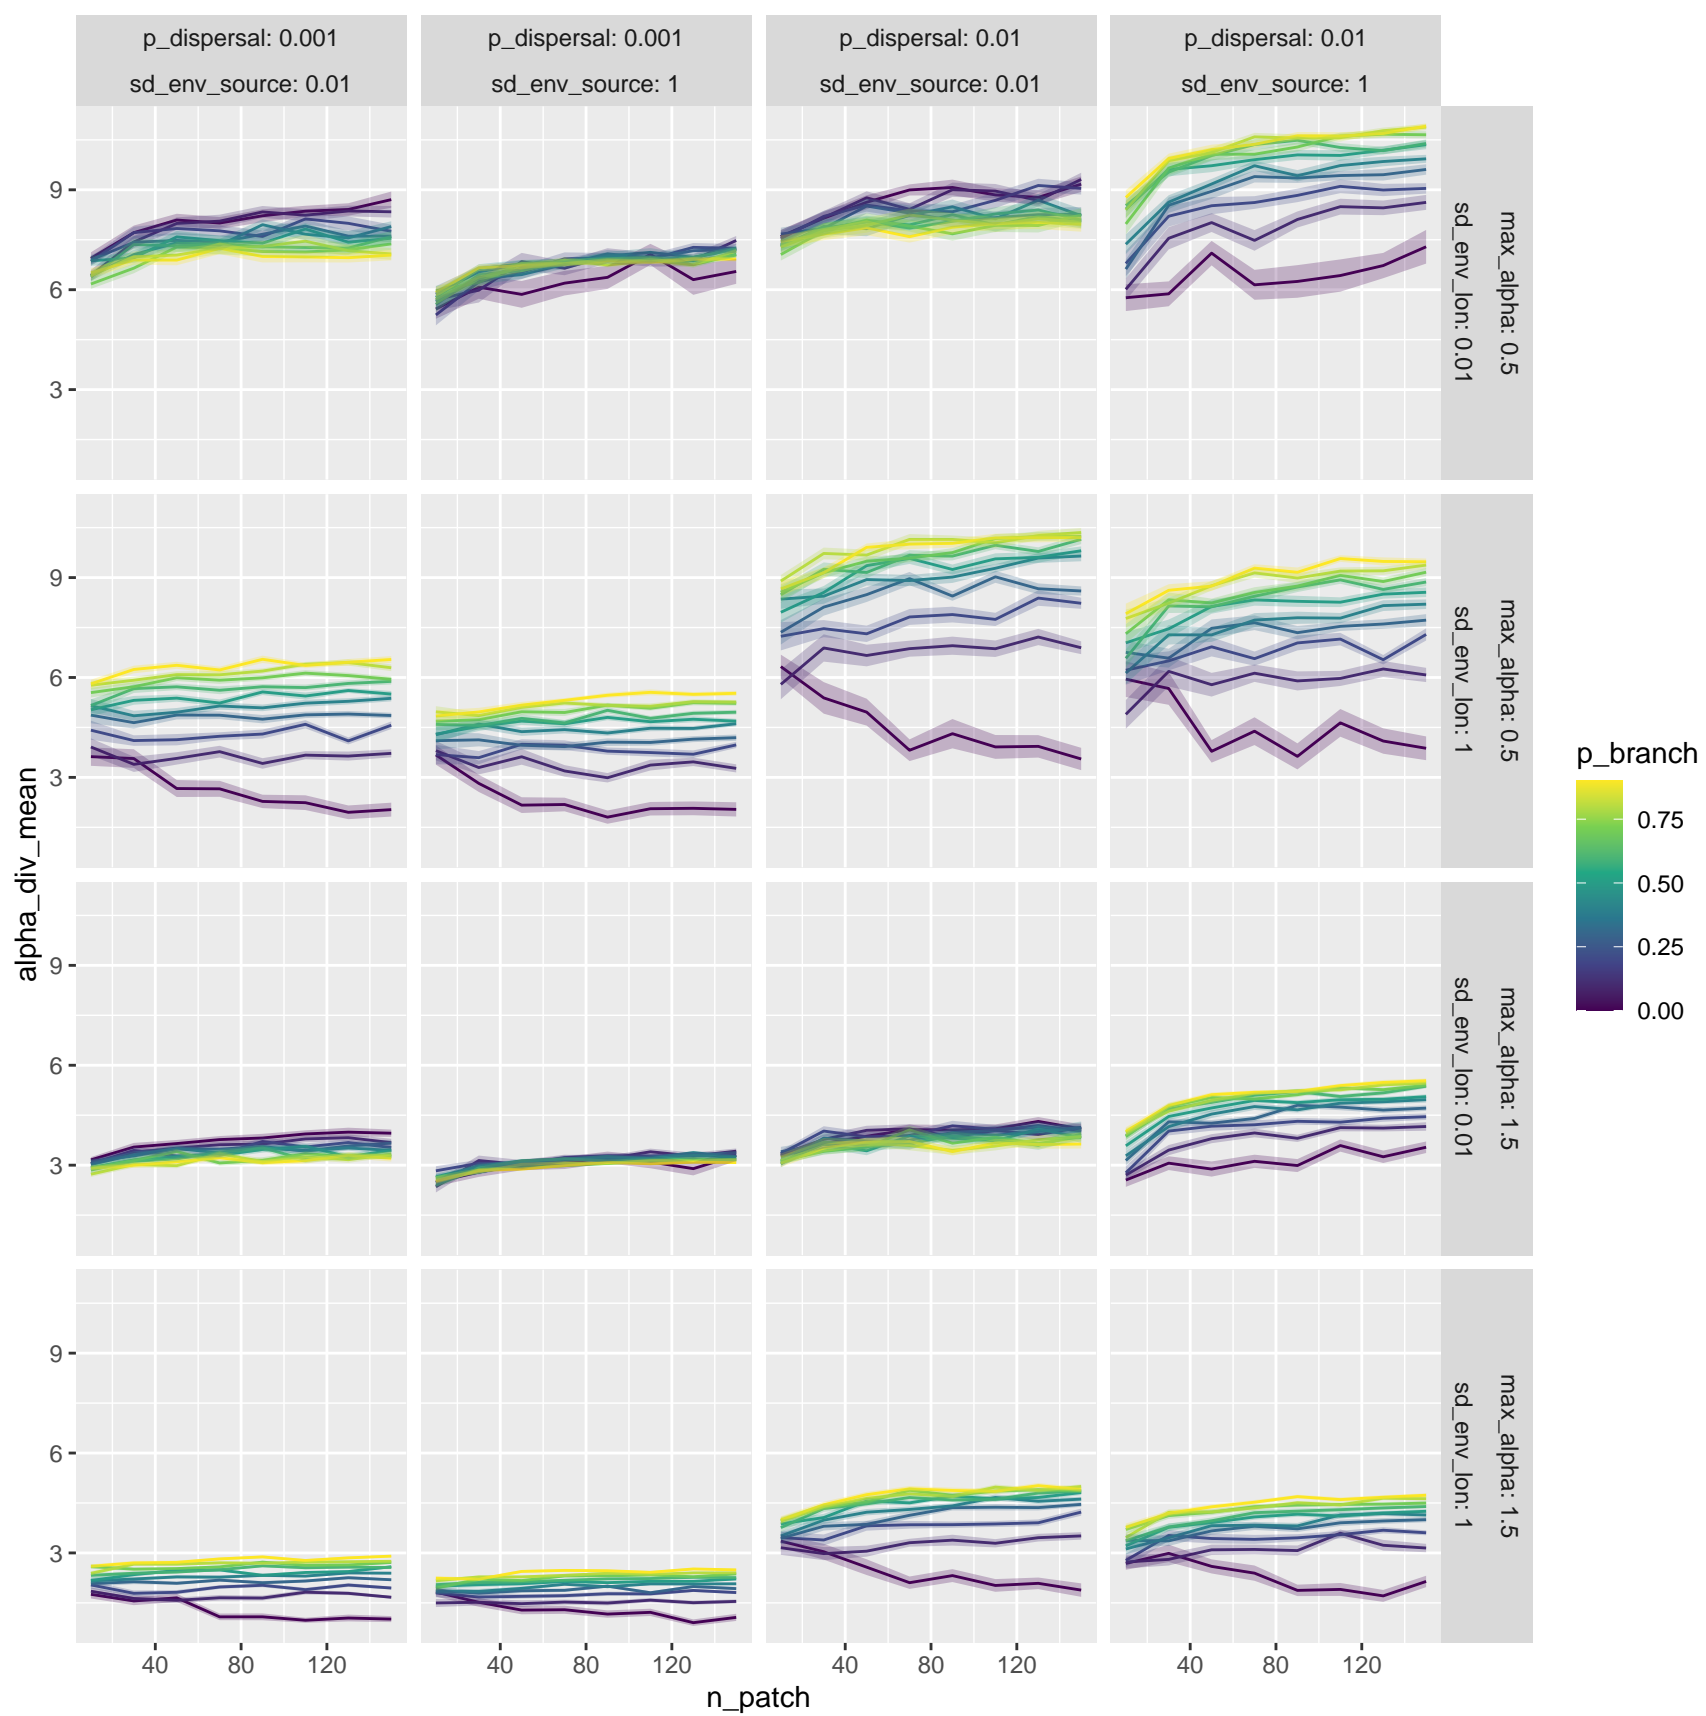 p_dispersal: 0.001
sd_env_source: 0.01
p_dispersal: 0.001
sd_env_source: 1
p_dispersal: 0.01
sd_env_source: 0.01
p_dispersal: 0.01
sd_env_source: 1
9
6
3
max_alpha: 0.5
sd_env_lon: 0.01
9
6
3
max_alpha: 0.5
sd_env_lon: 1
9
6
3
max_alpha: 1.5
sd_env_lon: 0.01
9
6
3
max_alpha: 1.5
sd_env_lon: 1
40 80 120
40 80 120
40 80 120
40 80 120
n_patch
alpha_div_mean
p_branch
0.75
0.50
0.25
0.00